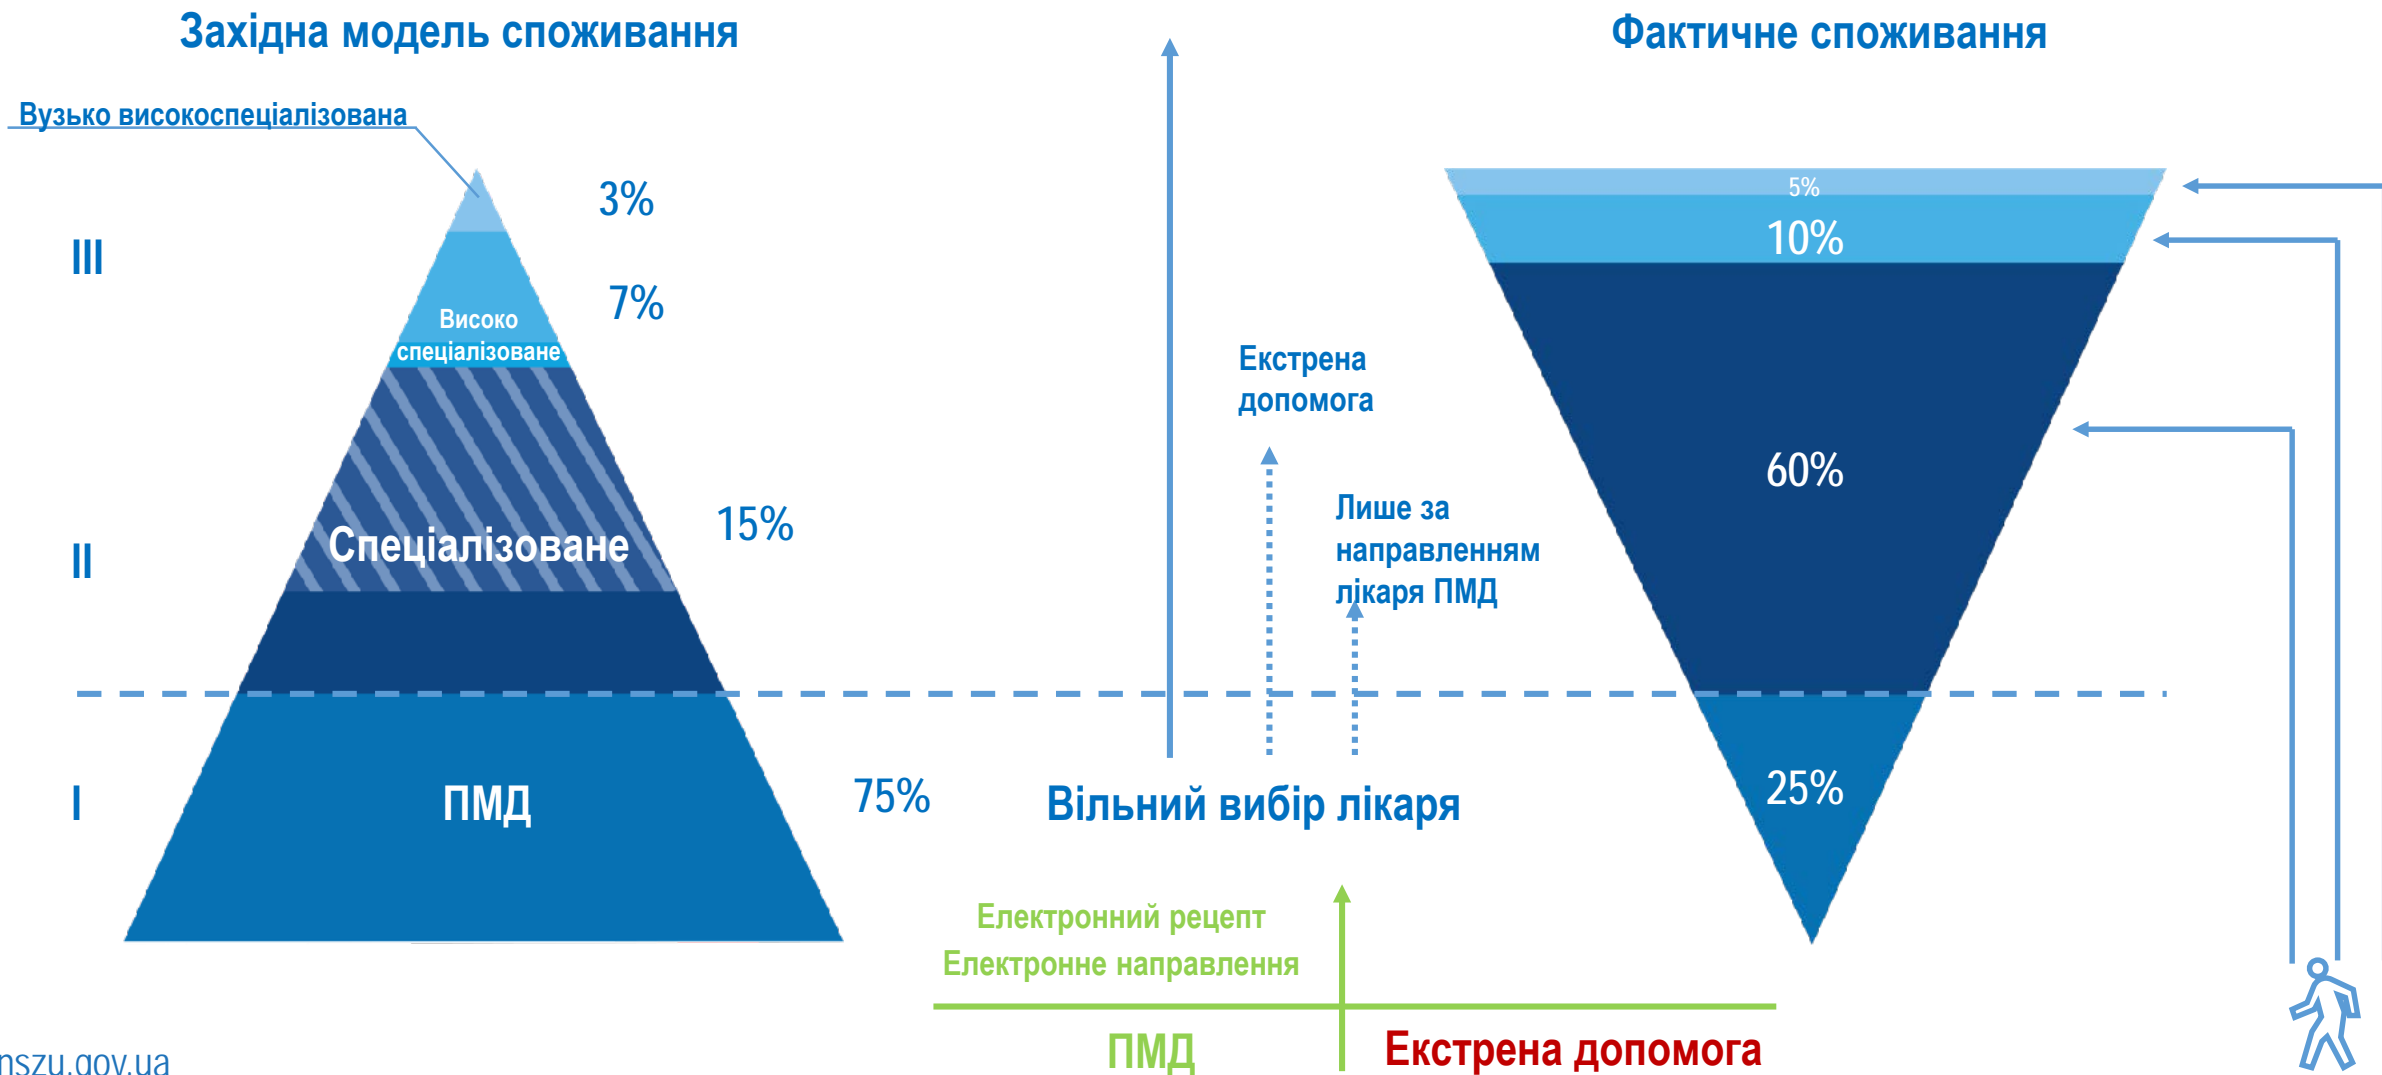 Західна модель споживання
Фактичне споживання
Вузько високоспеціалізована
3%
III
7%
Високо
спеціалізоване
15%
Спеціалізоване
II
I
ПМД
75%
Екстрена
допомога
Лише за
направленням
лікаря ПМД
Вільний вибір лікаря
5%
10%
60%
25%
Електронний рецепт
Електронне направлення
ПМД
Екстрена допомога
nszu.gov.ua